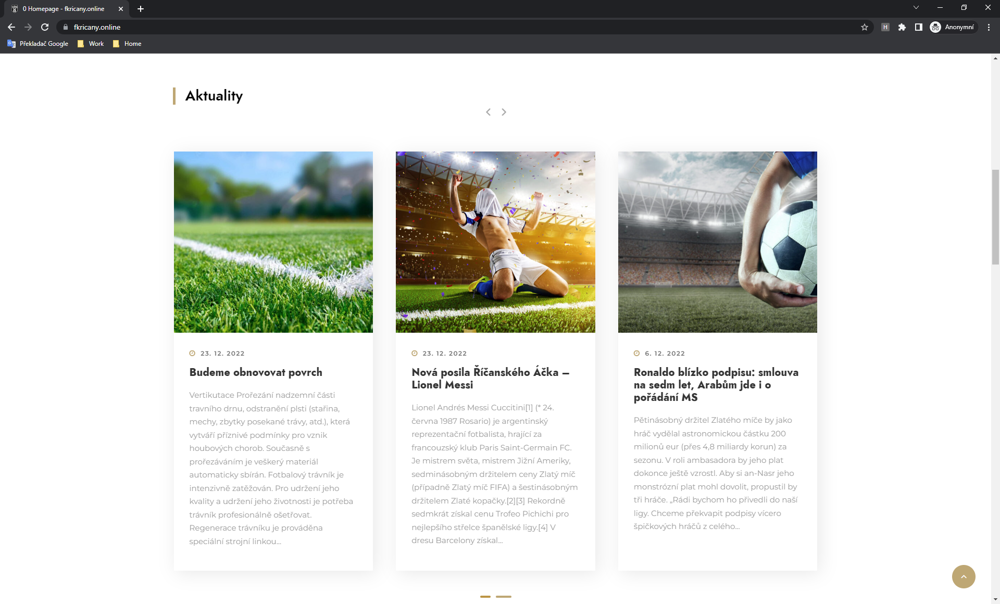 0 Homepage - fkricany.online
fkricany.online
H
Anonymní
Překladač Google
Work
Home
Aktuality
23. 12. 2022
Budeme obnovovat povrch
Vertikutace Prořezání nadzemní části
travního drnu, odstranění plsti (stařina,
mechy, zbytky posekané trávy, atd.), která
vytváří příznivé podmínky pro vznik
houbových chorob. Současně s
prořezáváním je veškerý materiál
automaticky sbírán. Fotbalový trávník je
intenzivně zatěžován. Pro udržení jeho
kvality a udržení jeho životnosti je potřeba
trávník profesionálně ošetřovat.
Regenerace trávníku je prováděna
speciální strojní linkou...
23. 12. 2022
Nová posila Říčanského Áčka –
Lionel Messi
Lionel Andrés Messi Cuccitini[1] (* 24.
června 1987 Rosario) je argentinský
reprezentační fotbalista, hrající za
francouzský klub Paris Saint-Germain FC.
Je mistrem světa, mistrem Jižní Ameriky,
sedminásobným držitelem ceny Zlatý míč
(případně Zlatý míč FIFA) a šestinásobným
držitelem Zlaté kopačky.[2][3] Rekordně
sedmkrát získal cenu Trofeo Pichichi pro
nejlepšího střelce španělské ligy.[4] V
dresu Barcelony získal...
6. 12. 2022
Ronaldo blízko podpisu: smlouva
na sedm let, Arabům jde i o
pořádání MS
Pětinásobný držitel Zlatého míče by jako
hráč vydělal astronomickou částku 200
milionů eur (přes 4,8 miliardy korun) za
sezonu. V roli ambasadora by jeho plat
dokonce ještě vzrostl. Aby si an-Nasr jeho
monstrózní plat mohl dovolit, propustil by
tři hráče. „Rádi bychom ho přivedli do naší
ligy. Chceme překvapit podpisy vícero
špičkových hráčů z celého...